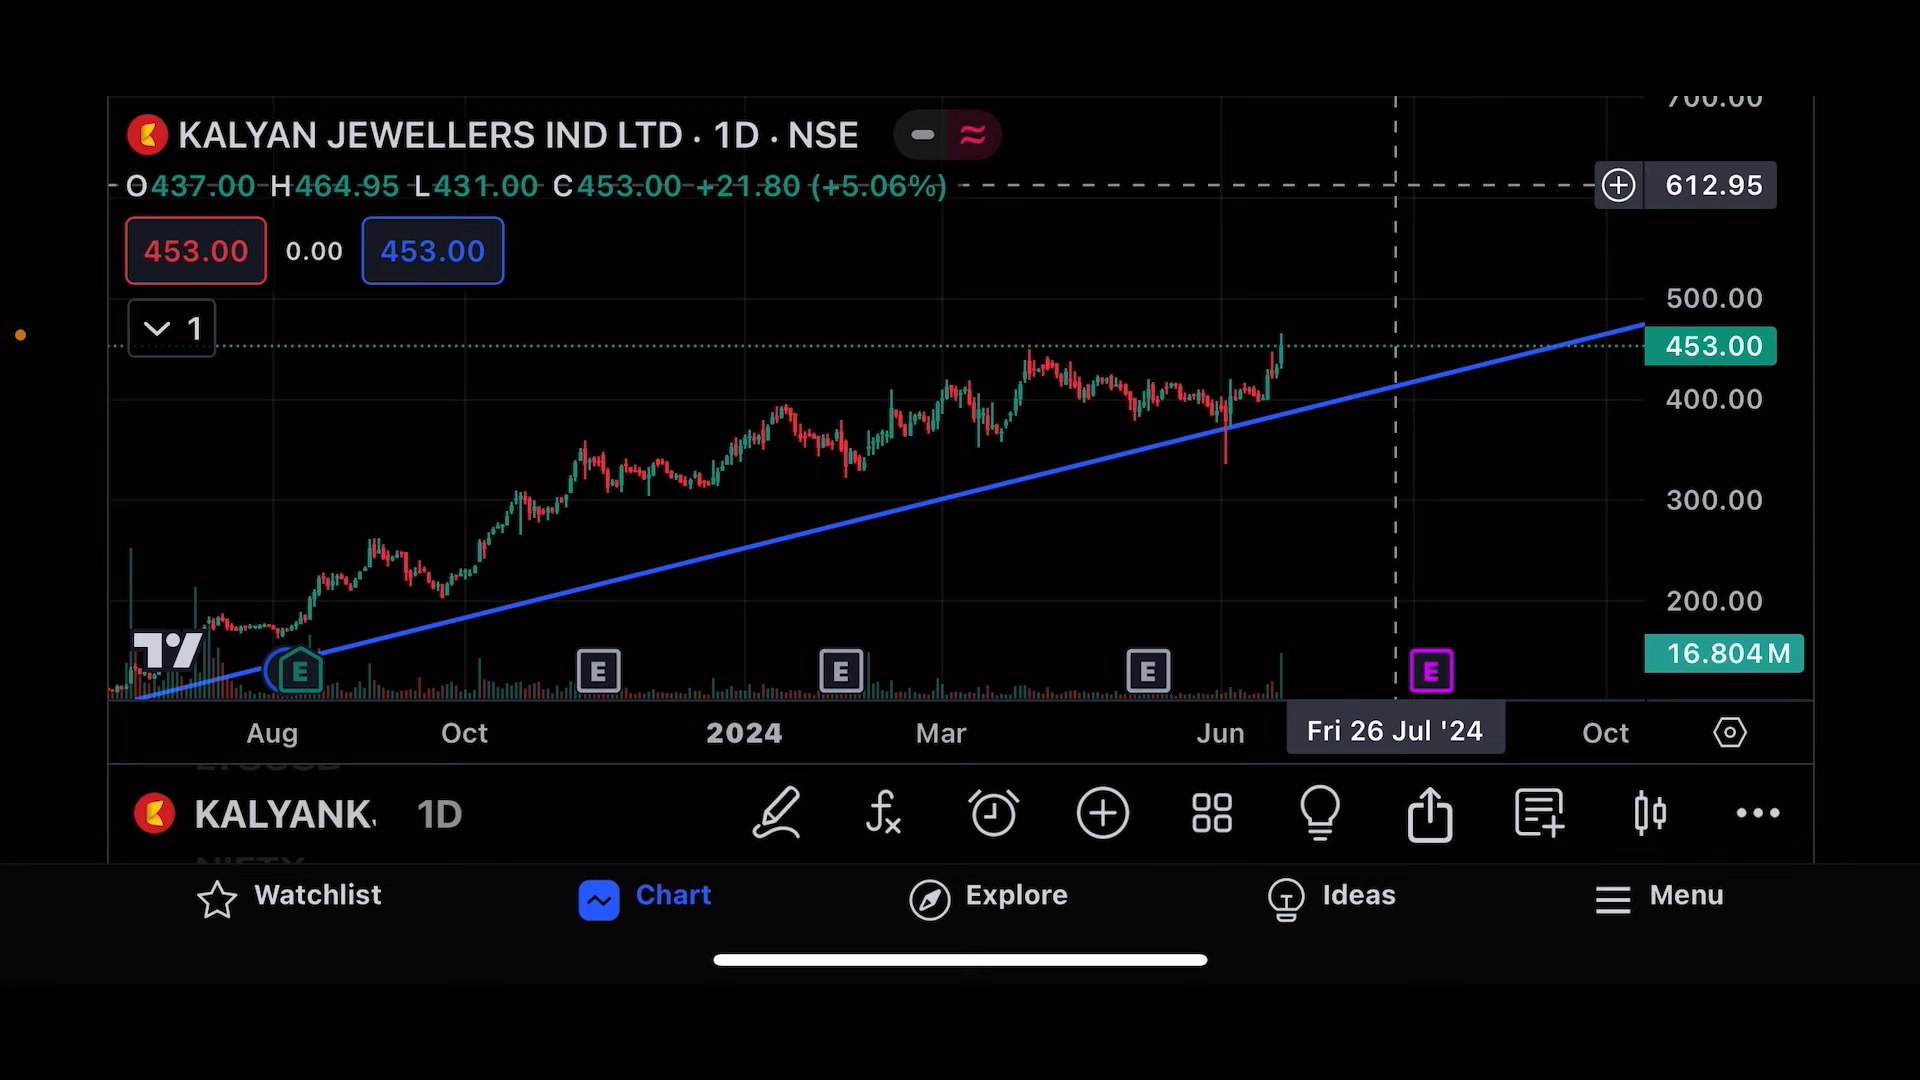 700.00
KALYAN JEWELLERS IND LTD · 1D · NSE
O437.00 H464.95 L431.00 C453.00 +21.80 (+5.06%)
612.95
453.00 0.00 453.00
1
500.00
453.00
400.00
300.00
200.00
16.804M
E E E E E
Aug Oct 2024 Mar Jun Fri 26 Jul '24 Oct
KALYANK 1D
Watchlist Chart Explore Ideas Menu